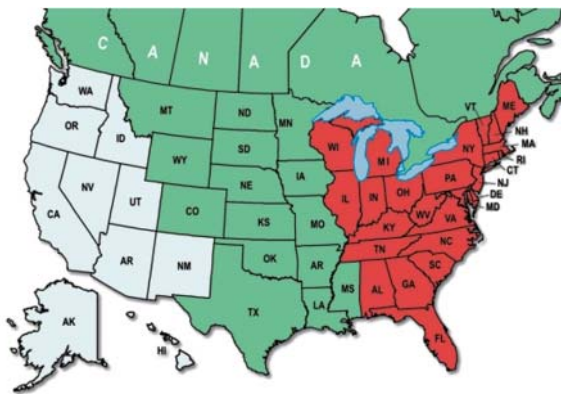 C A N A D A
WA
MT
ND
MN
VT
ME
OR
ID
NH
MA
WI
MI
NY
RI
CT
SD
WY
IA
PA
NJ
NE
DE
MD
NV
UT
IL
IN
OH
WV
VA
CA
CO
KS
MO
KY
NC
TN
AR
NM
OK
AR
SC
MS
AL
GA
TX
LA
AK
FL
HI